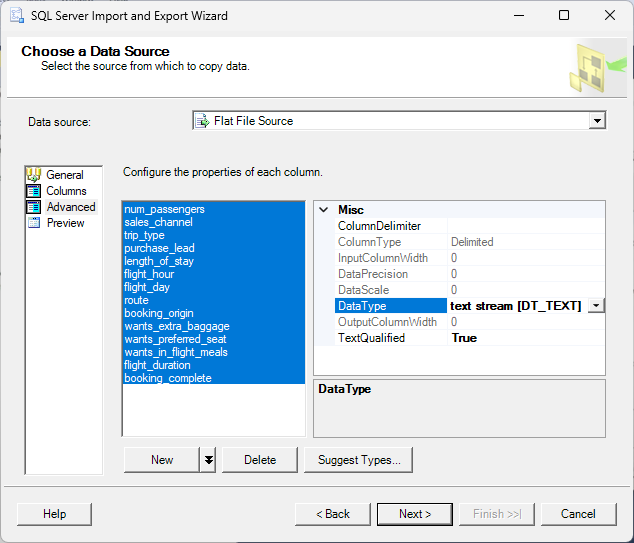 SQL Server Import and Export Wizard
Choose a Data Source
Select the source from which to copy data.
Data source:
Flat File Source
General
Columns
Advanced
Preview
Configure the properties of each column.
num_passengers
sales_channel
trip_type
purchase_lead
length_of_stay
flight_hour
flight_day
route
booking_origin
wants_extra_baggage
wants_preferred_seat
wants_in_flight_meals
flight_duration
booking_complete
Misc
ColumnDelimiter
ColumnType Delimited
InputColumnWidth 0
DataPrecision 0
DataScale 0
DataType text stream [DT_TEXT]
OutputColumnWidth 0
TextQualified True
DataType
New
Delete
Suggest Types...
Help
< Back
Next >
Finish >>|
Cancel